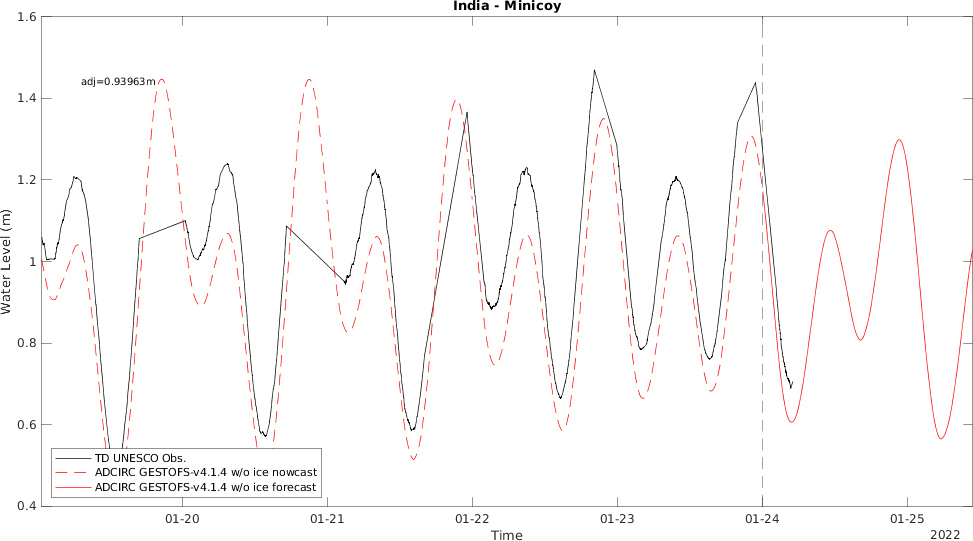 India - Minicoy
1.6
1.4
1.2
1
0.8
0.6
0.4
Water Level (m)
adj=0.93963m
TD UNESCO Obs.
ADCIRC GESTOFS-v4.1.4 w/o ice nowcast
ADCIRC GESTOFS-v4.1.4 w/o ice forecast
01-20 01-21 01-22 01-23 01-24 01-25
Time
2022